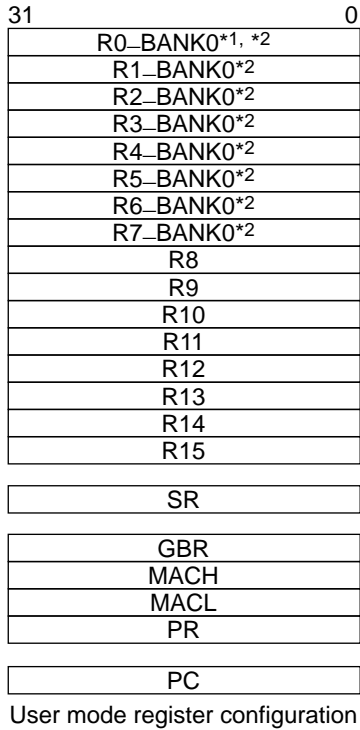 31 0
R0_BANK0*1, *2
R1_BANK0*2
R2_BANK0*2
R3_BANK0*2
R4_BANK0*2
R5_BANK0*2
R6_BANK0*2
R7_BANK0*2
R8
R9
R10
R11
R12
R13
R14
R15
SR
GBR
MACH
MACL
PR
PC
User mode register configuration